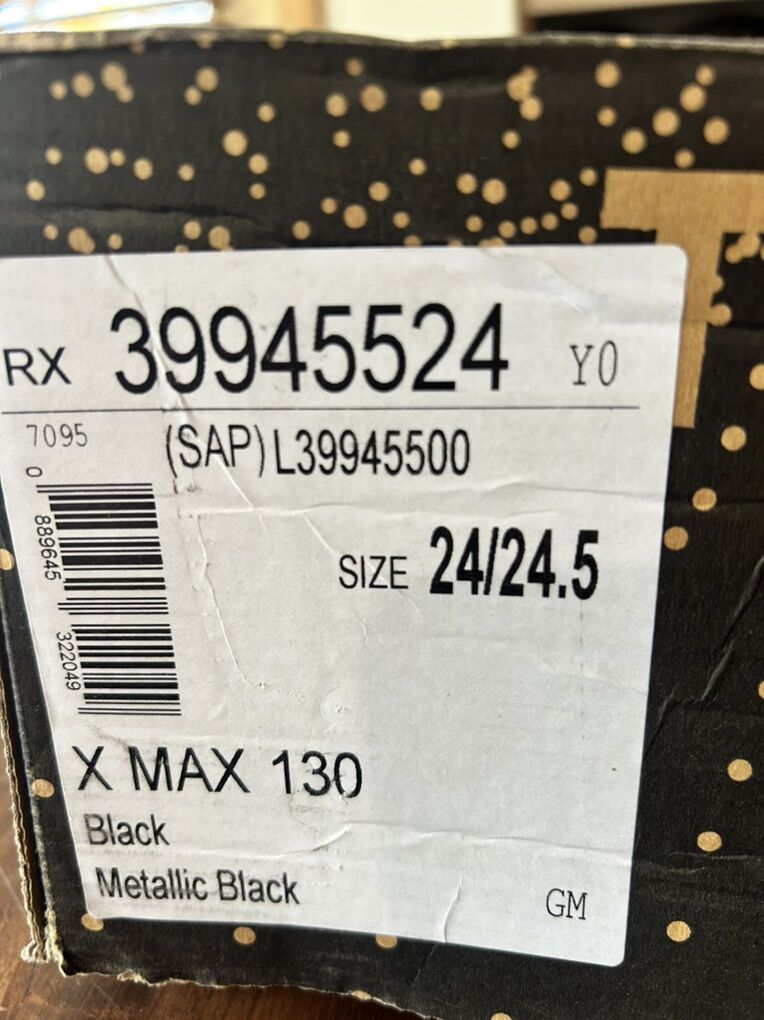 T
RX 39945524 Y0
7095 (SAP) L39945500
0 889645 322049
SIZE 24/24.5
X MAX 130
Black
Metallic Black
GM